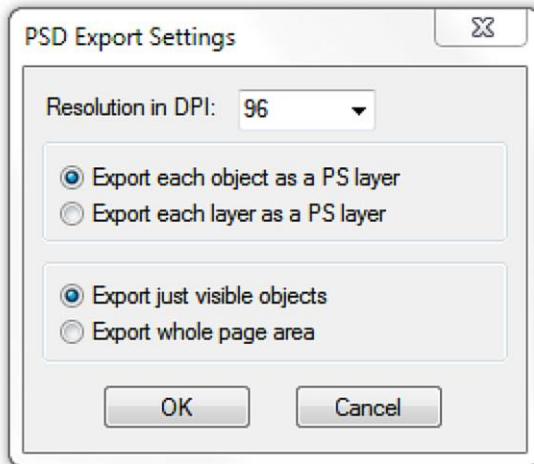 PSD Export Settings
Resolution in DPI: 96
Export each object as a PS layer
Export each layer as a PS layer
Export just visible objects
Export whole page area
OK Cancel